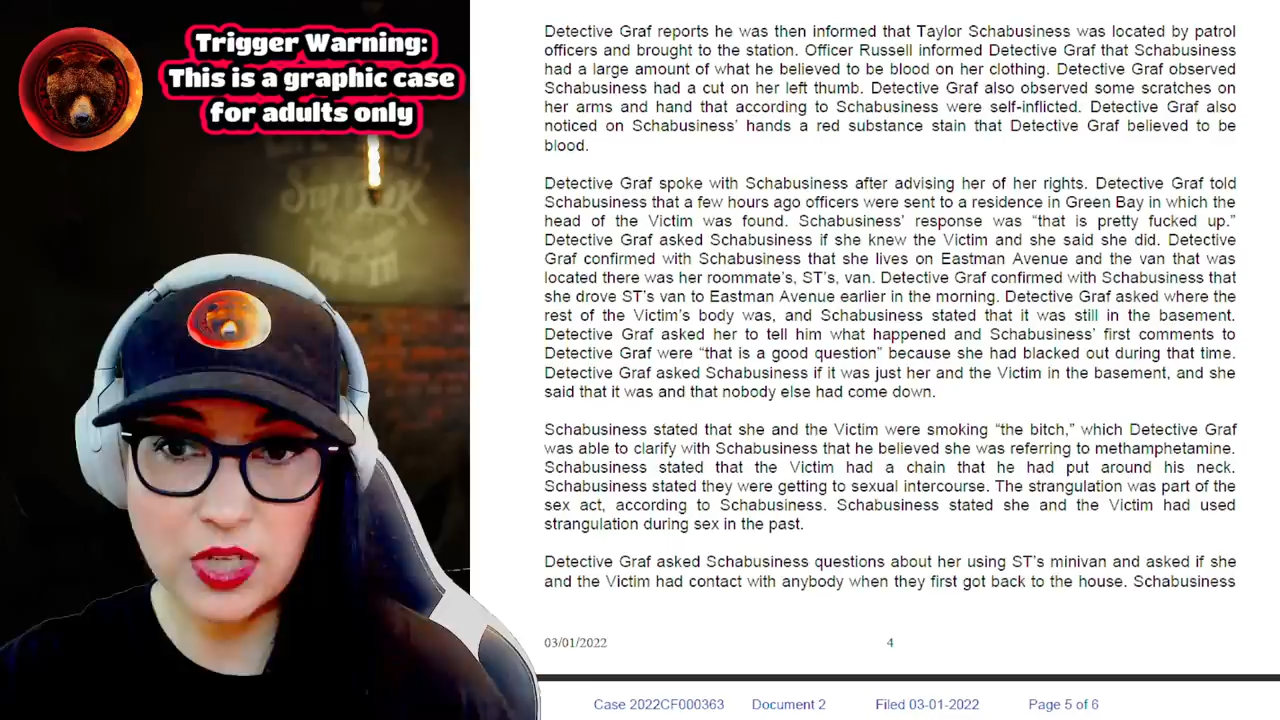 Trigger Warning:
This is a graphic case
for adults only
Detective Graf reports he was then informed that Taylor Schabusiness was located by patrol
officers and brought to the station. Officer Russell informed Detective Graf that Schabusiness
had a large amount of what he believed to be blood on her clothing. Detective Graf observed
Schabusiness had a cut on her left thumb. Detective Graf also observed some scratches on
her arms and hand that according to Schabusiness were self-inflicted. Detective Graf also
noticed on Schabusiness’ hands a red substance stain that Detective Graf believed to be
blood.
Detective Graf spoke with Schabusiness after advising her of her rights. Detective Graf told
Schabusiness that a few hours ago officers were sent to a residence in Green Bay in which the
head of the Victim was found. Schabusiness’ response was “that is pretty fucked up.”
Detective Graf asked Schabusiness if she knew the Victim and she said she did. Detective
Graf confirmed with Schabusiness that she lives on Eastman Avenue and the van that was
located there was her roommate’s, ST’s, van. Detective Graf confirmed with Schabusiness that
she drove ST’s van to Eastman Avenue earlier in the morning. Detective Graf asked where the
rest of the Victim’s body was, and Schabusiness stated that it was still in the basement.
Detective Graf asked her to tell him what happened and Schabusiness’ first comments to
Detective Graf were “that is a good question” because she had blacked out during that time.
Detective Graf asked Schabusiness if it was just her and the Victim in the basement, and she
said that it was and that nobody else had come down.
Schabusiness stated that she and the Victim were smoking “the bitch,” which Detective Graf
was able to clarify with Schabusiness that he believed she was referring to methamphetamine.
Schabusiness stated that the Victim had a chain that he had put around his neck.
Schabusiness stated they were getting to sexual intercourse. The strangulation was part of the
sex act, according to Schabusiness. Schabusiness stated she and the Victim had used
strangulation during sex in the past.
Detective Graf asked Schabusiness questions about her using ST’s minivan and asked if she
and the Victim had contact with anybody when they first got back to the house. Schabusiness
03/01/2022 4
Case 2022CF000363 Document 2 Filed 03-01-2022 Page 5 of 6